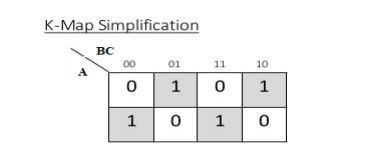 K-Map Simplification
BC
A
00 01 11 10
0 1 0 1
1 0 1 0